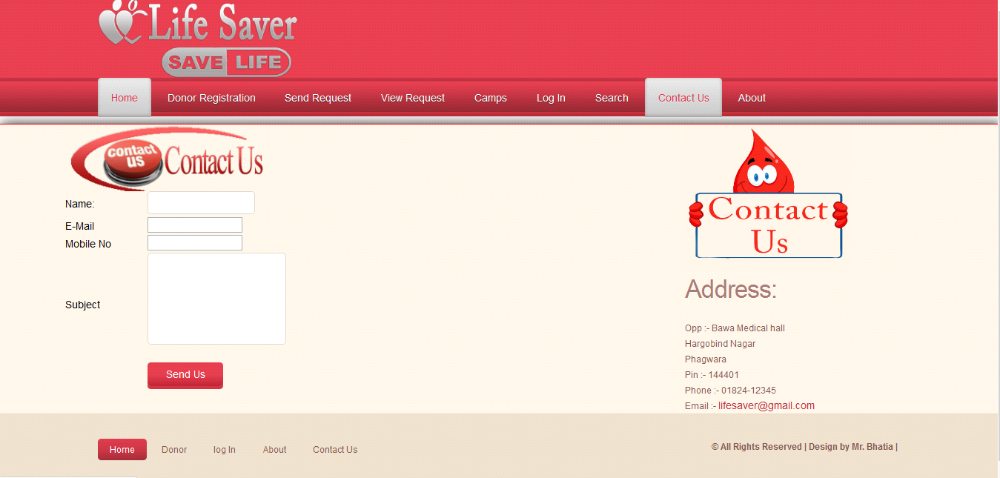 Life Saver
SAVE LIFE
Home Donor Registration Send Request View Request Camps Log In Search Contact Us About
contact
us
Contact Us
Name:
E-Mail
Mobile No
Subject
Send Us
Contact
Us
Address:
Opp :- Bawa Medical hall
Hargobind Nagar
Phagwara
Pin :- 144401
Phone :- 01824-12345
Email :- lifesaver@gmail.com
Home Donor log In About Contact Us
© All Rights Reserved | Design by Mr. Bhatia |